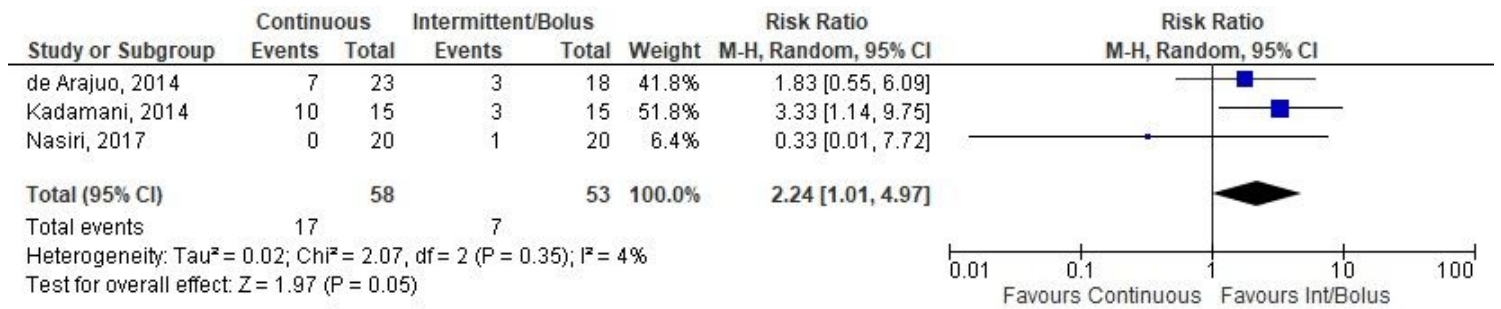 Continuous Intermittent/Bolus Risk Ratio Risk Ratio
Study or Subgroup Events Total Events Total Weight M-H, Random, 95% CI M-H, Random, 95% CI
de Arajuo, 2014 7 23 3 18 41.8% 1.83 [0.55, 6.09]
Kadamani, 2014 10 15 3 15 51.8% 3.33 [1.14, 9.75]
Nasiri, 2017 0 20 1 20 6.4% 0.33 [0.01, 7.72]
Total (95% CI) 58 53 100.0% 2.24 [1.01, 4.97]
Total events 17 7
Heterogeneity: Tau² = 0.02; Chi² = 2.07, df = 2 (P = 0.35); I² = 4%
Test for overall effect: Z = 1.97 (P = 0.05)
0.01 0.1 1 10 100
Favours Continuous Favours Int/Bolus